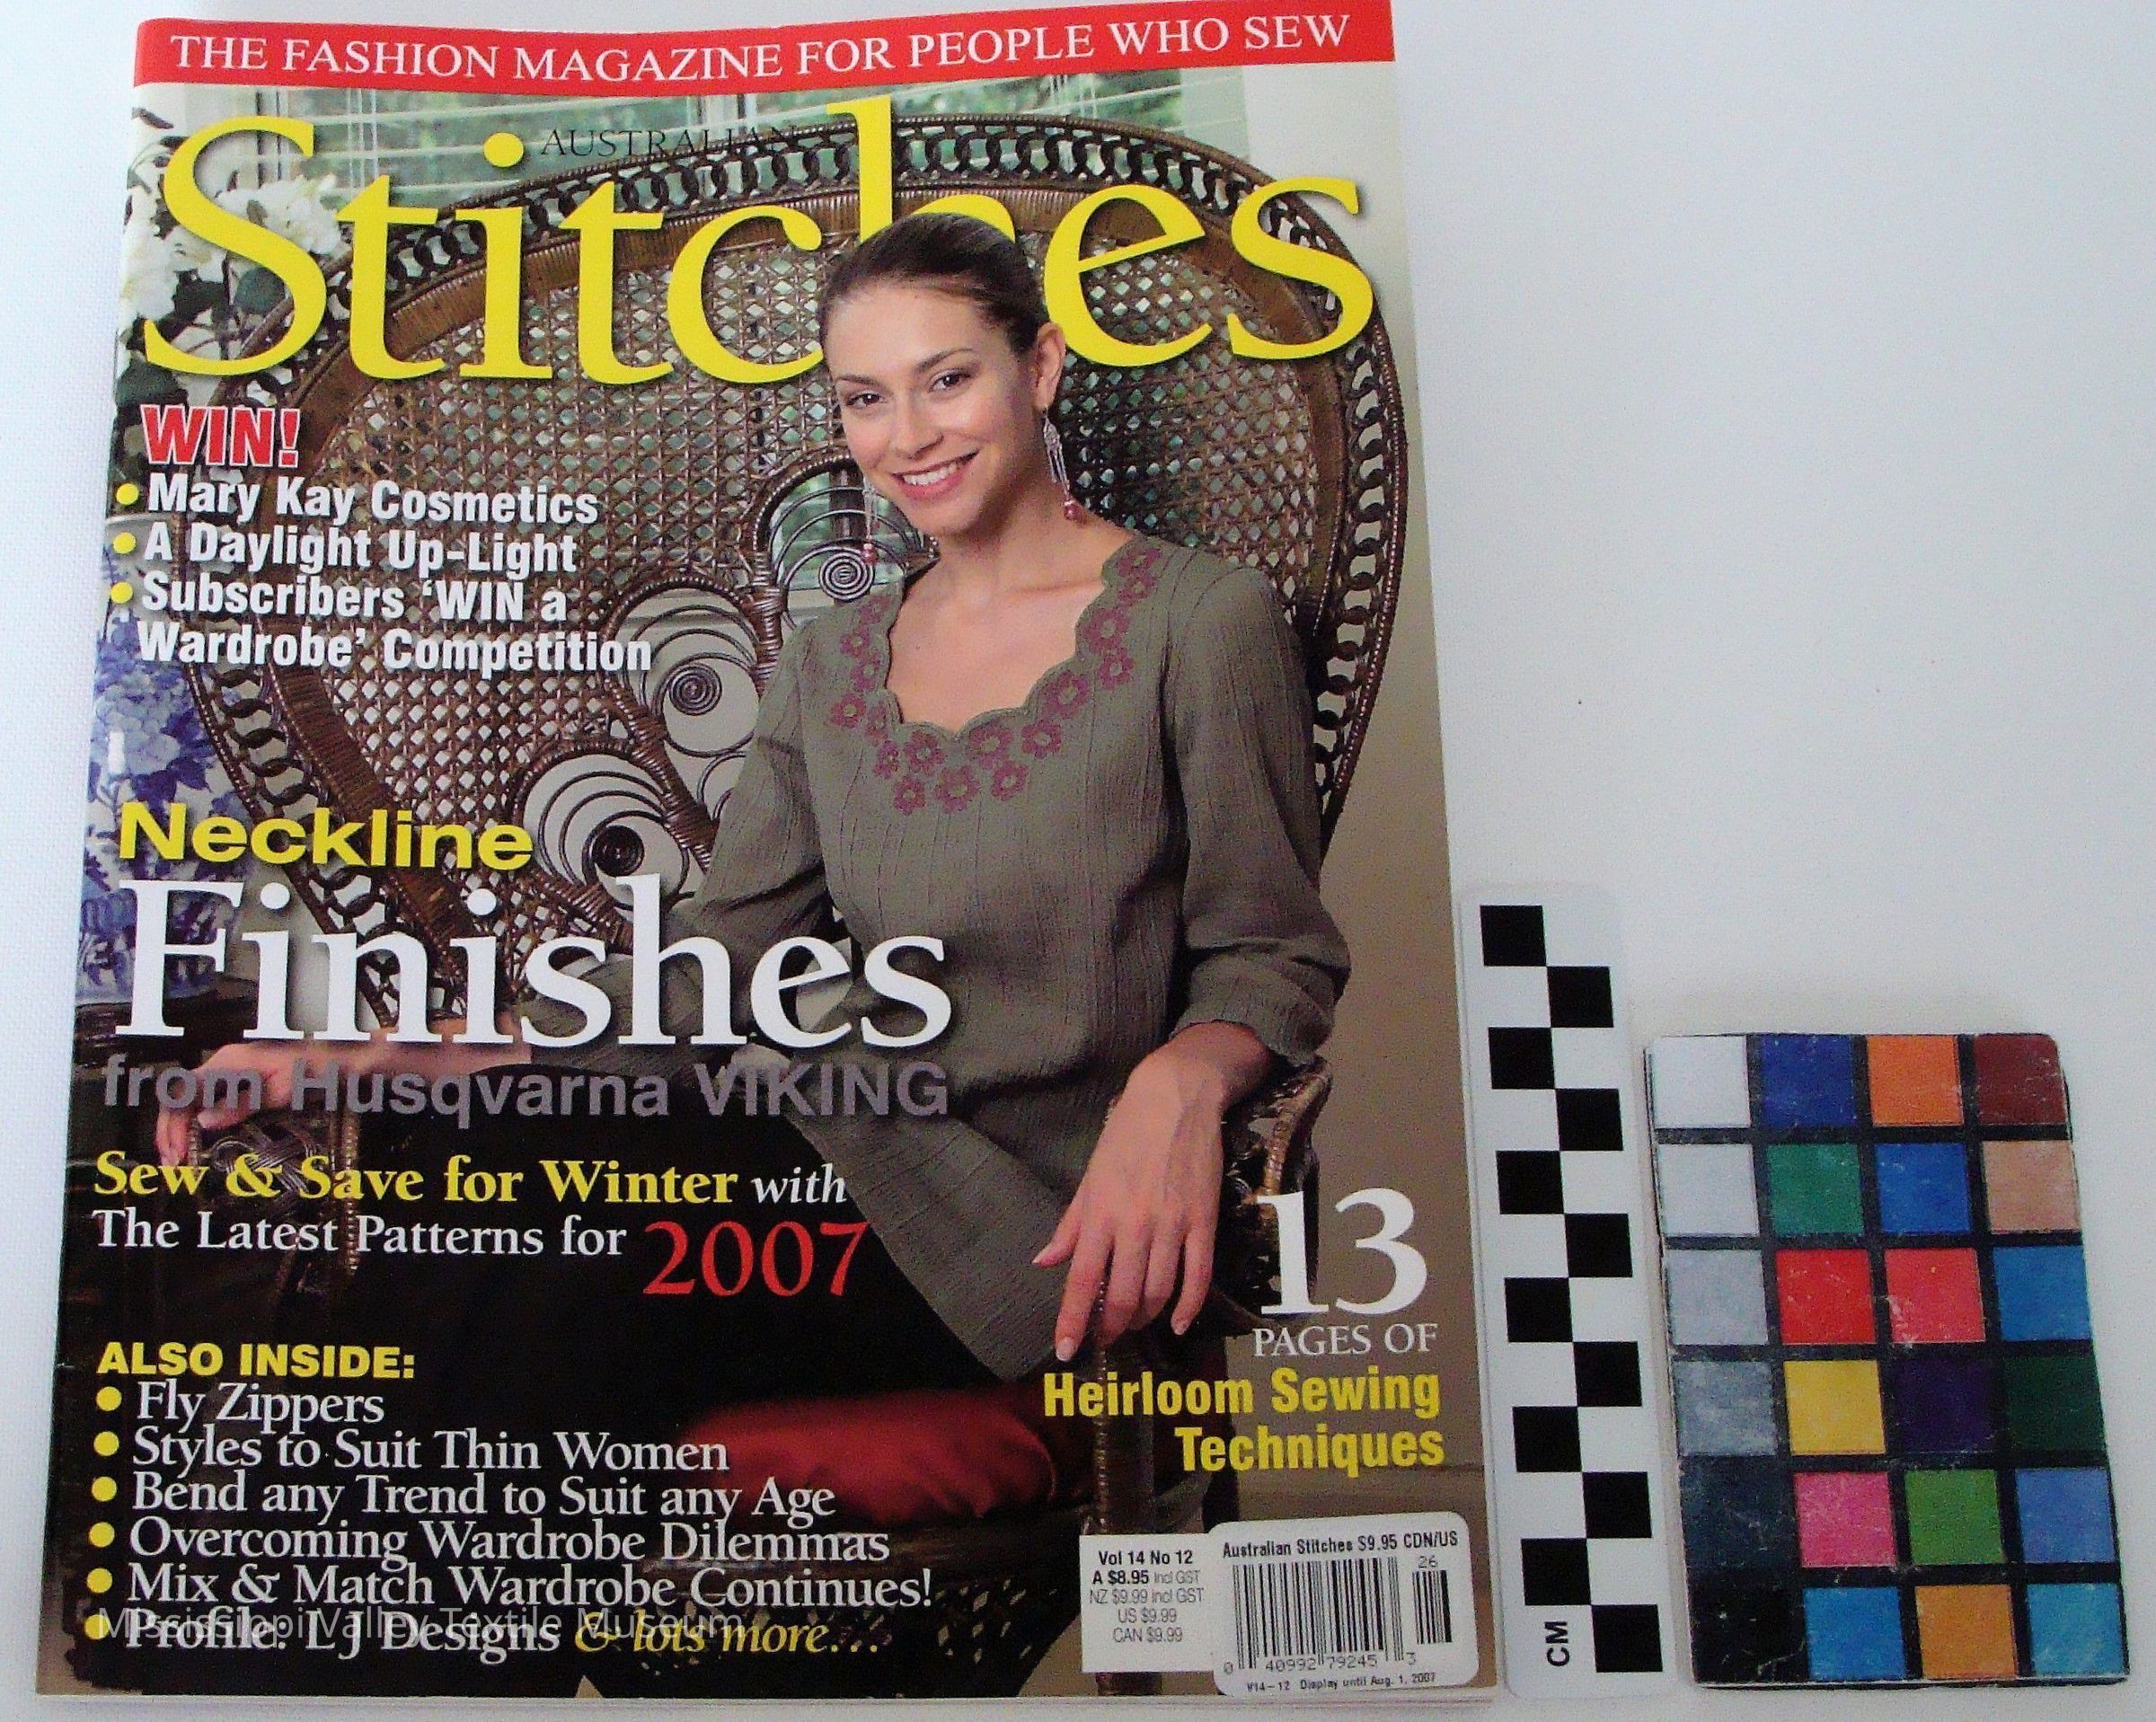 THE FASHION MAGAZINE FOR PEOPLE WHO SEW
AUSTRALIAN
Stitches
WIN!
• Mary Kay Cosmetics
• A Daylight Up-Light
• Subscribers ‘WIN a
Wardrobe’ Competition
Neckline
Finishes
from Husqvarna VIKING
Sew & Save for Winter with
The Latest Patterns for 2007
ALSO INSIDE:
• Fly Zippers
• Styles to Suit Thin Women
• Bend any Trend to Suit any Age
• Overcoming Wardrobe Dilemmas
• Mix & Match Wardrobe Continues!
• Profile: LJ Designs & lots more...
Mississippi Valley Textile Museum
13
PAGES OF
Heirloom Sewing
Techniques
Vol 14 No 12
A $8.95 Incl GST
NZ $9.99 Incl GST
US $9.99
CAN $9.99
Australian Stitches $9.95 CDN/US
26
0 40992 79245 3
V14-12 Display until Aug. 1, 2007
CM